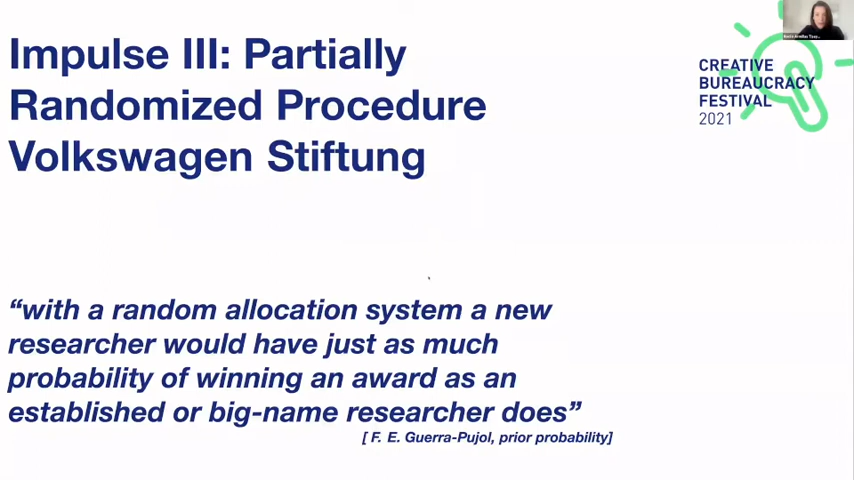 Impulse III: Partially
Randomized Procedure
Volkswagen Stiftung
CREATIVE
BUREAUCRACY
FESTIVAL
2021
“with a random allocation system a new
researcher would have just as much
probability of winning an award as an
established or big-name researcher does”
[ F. E. Guerra-Pujol, prior probability]